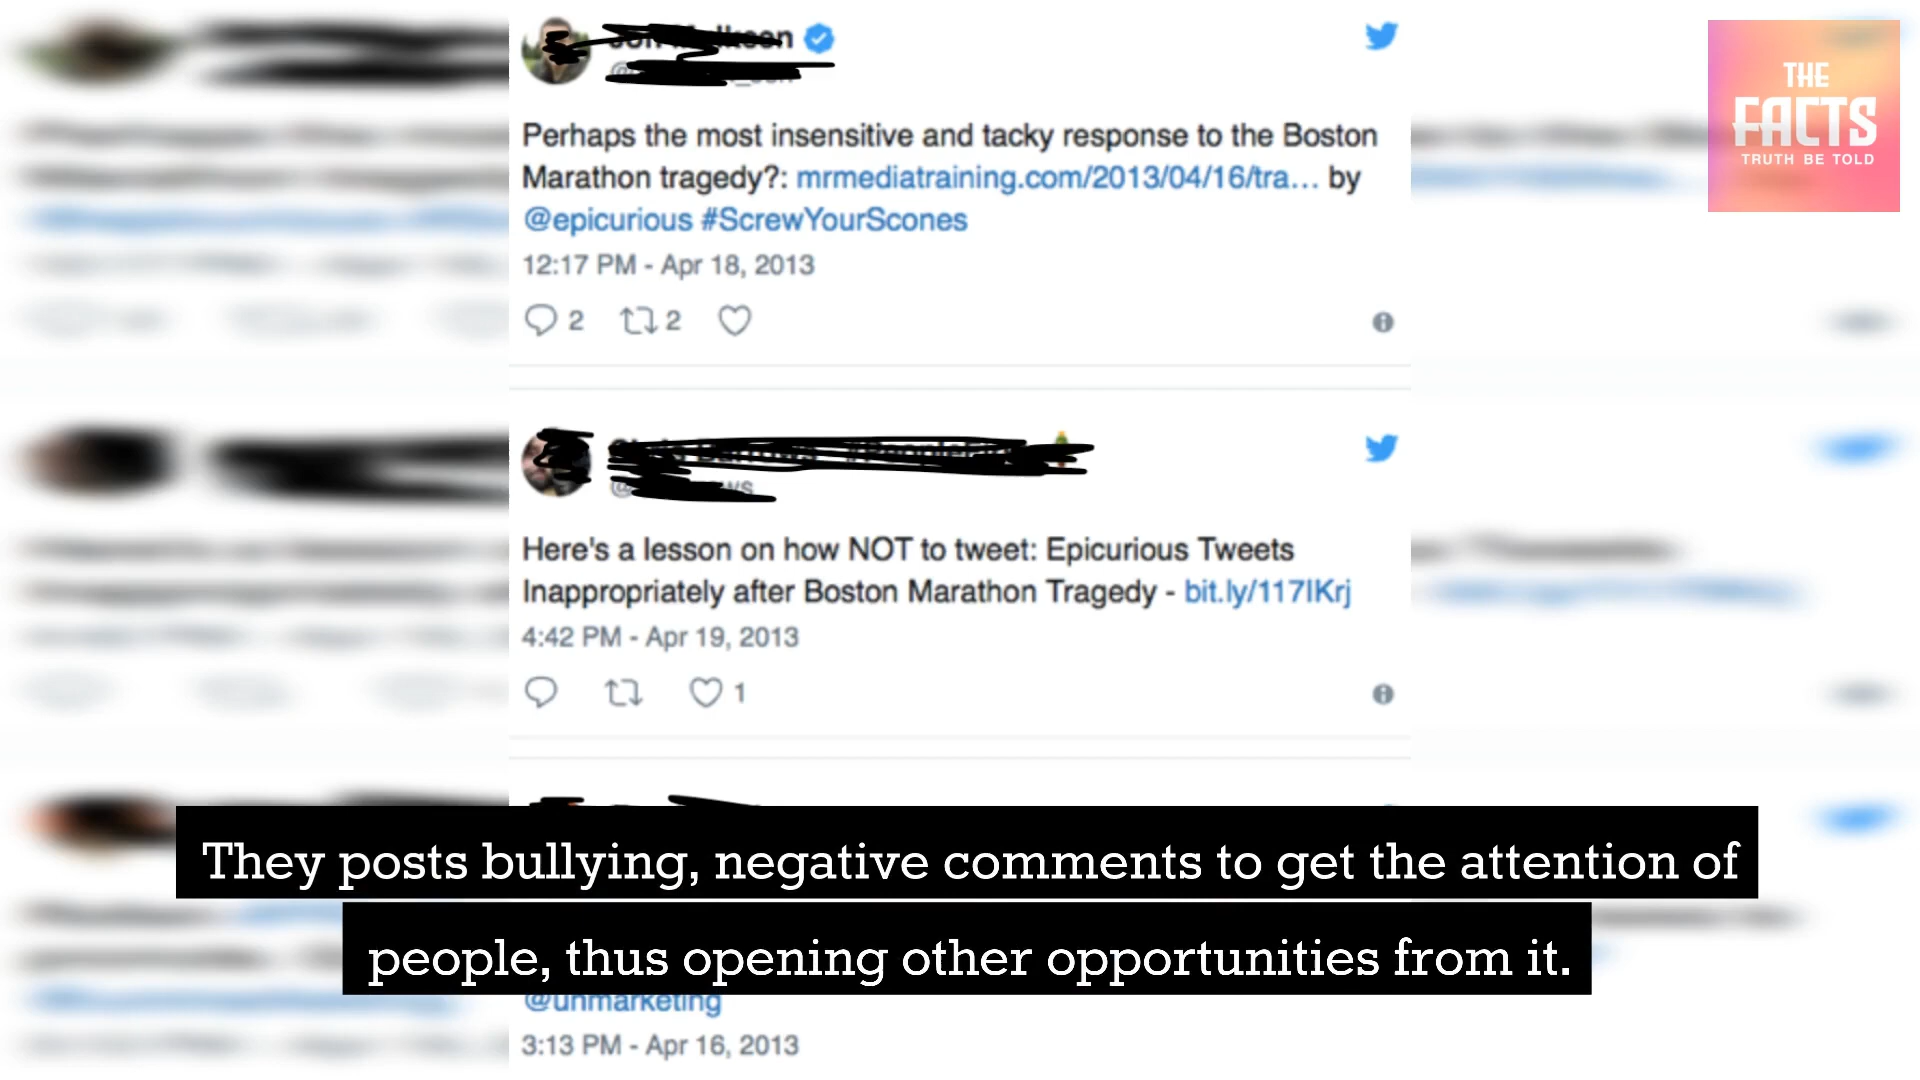 THE
FACTS
TRUTH BE TOLD
Perhaps the most insensitive and tacky response to the Boston
Marathon tragedy?: mrmediatraining.com/2013/04/16/tra... by
@epicurious #ScrewYourScones
12:17 PM - Apr 18, 2013
2 2
Here's a lesson on how NOT to tweet: Epicurious Tweets
Inappropriately after Boston Marathon Tragedy - bit.ly/117IKrj
4:42 PM - Apr 19, 2013
1
They posts bullying, negative comments to get the attention of
people, thus opening other opportunities from it.
@unmarketing
3:13 PM - Apr 16, 2013